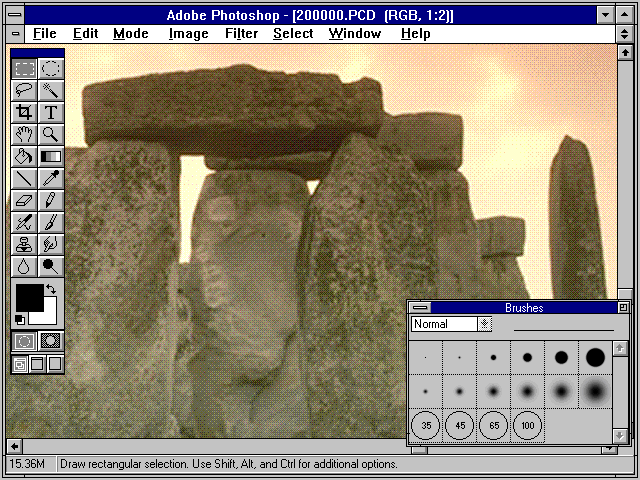 Adobe Photoshop - [200000.PCD (RGB, 1:2)]
File Edit Mode Image Filter Select Window Help
T
Brushes
Normal
35 45 65 100
15.36M Draw rectangular selection. Use Shift, Alt, and Ctrl for additional options.